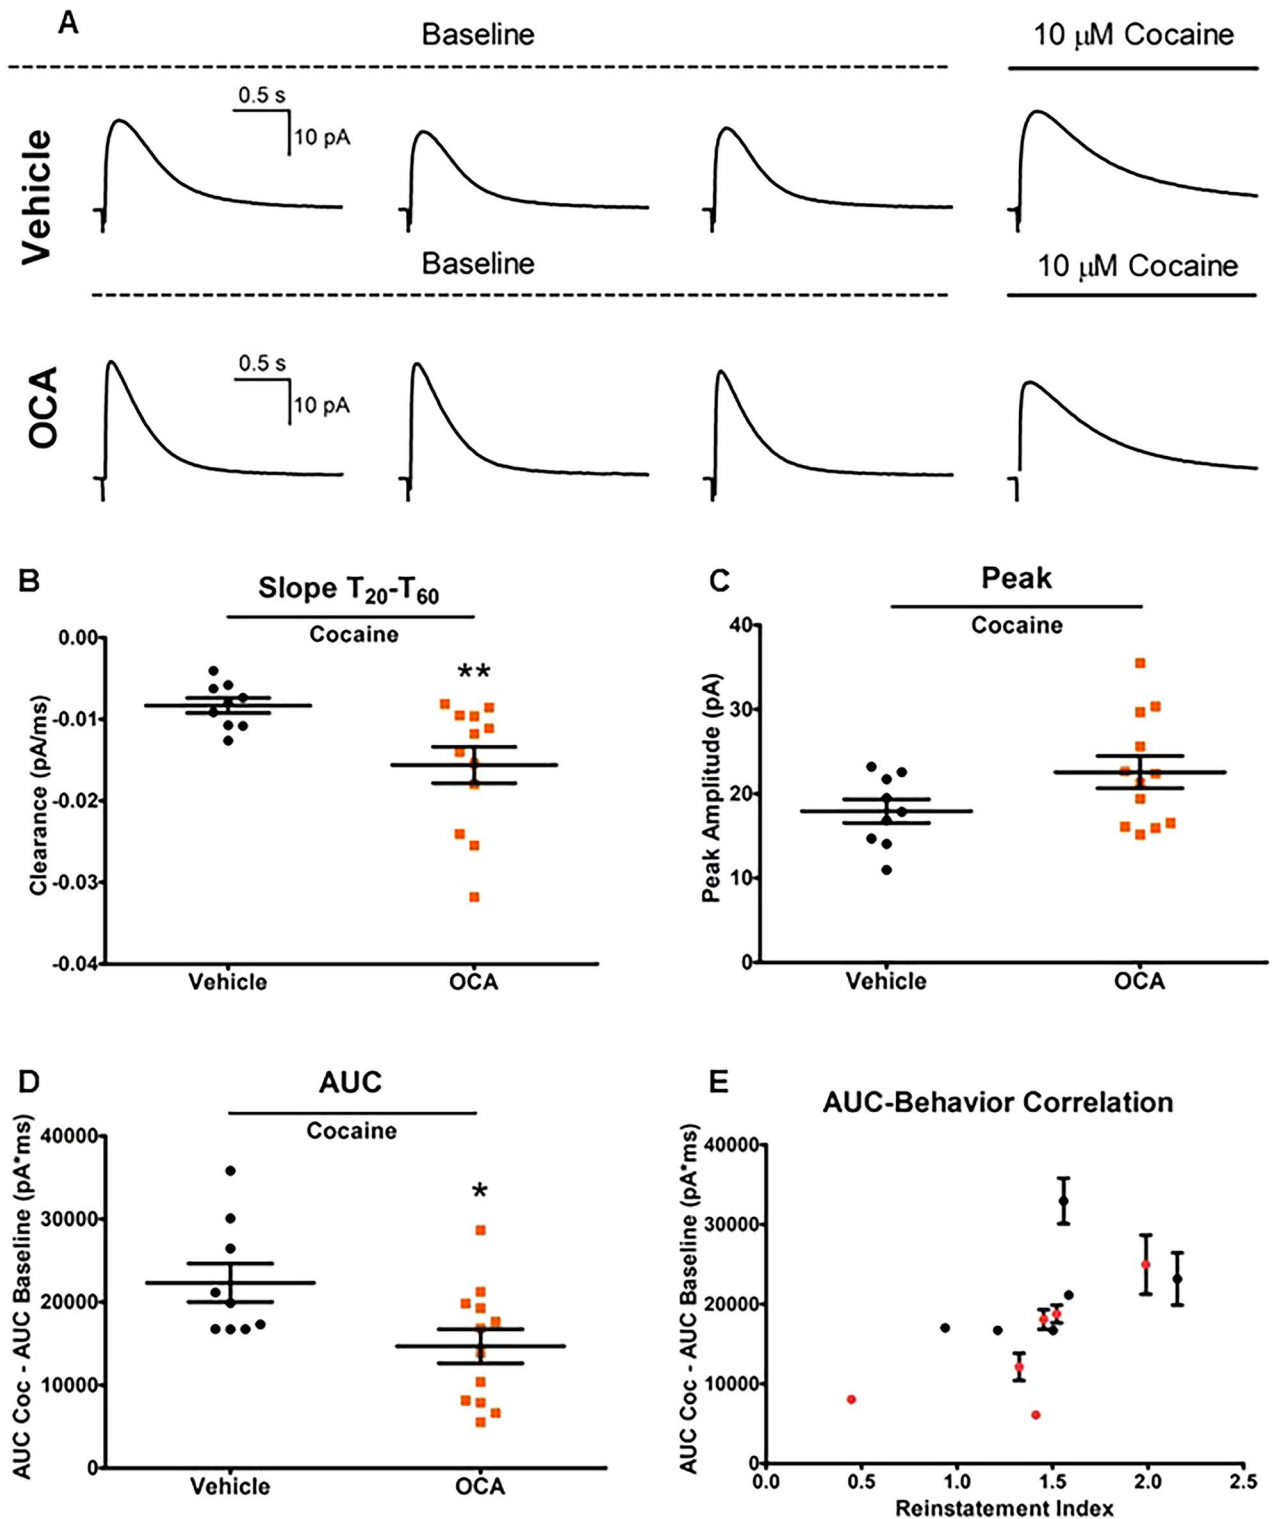 A
Baseline
10 μM Cocaine
Vehicle
0.5 s
10 pA
Baseline
10 μM Cocaine
OCA
0.5 s
10 pA
B
Slope T20-T60
Cocaine
**
Clearance (pA/ms)
0.00
-0.01
-0.02
-0.03
-0.04
Vehicle
OCA
C
Peak
Cocaine
Peak Amplitude (pA)
40
30
20
10
0
Vehicle
OCA
D
AUC
Cocaine
*
AUC Coc - AUC Baseline (pA*ms)
40000
30000
20000
10000
0
Vehicle
OCA
E
AUC-Behavior Correlation
AUC Coc - AUC Baseline (pA*ms)
40000
30000
20000
10000
0
0.0 0.5 1.0 1.5 2.0 2.5
Reinstatement Index